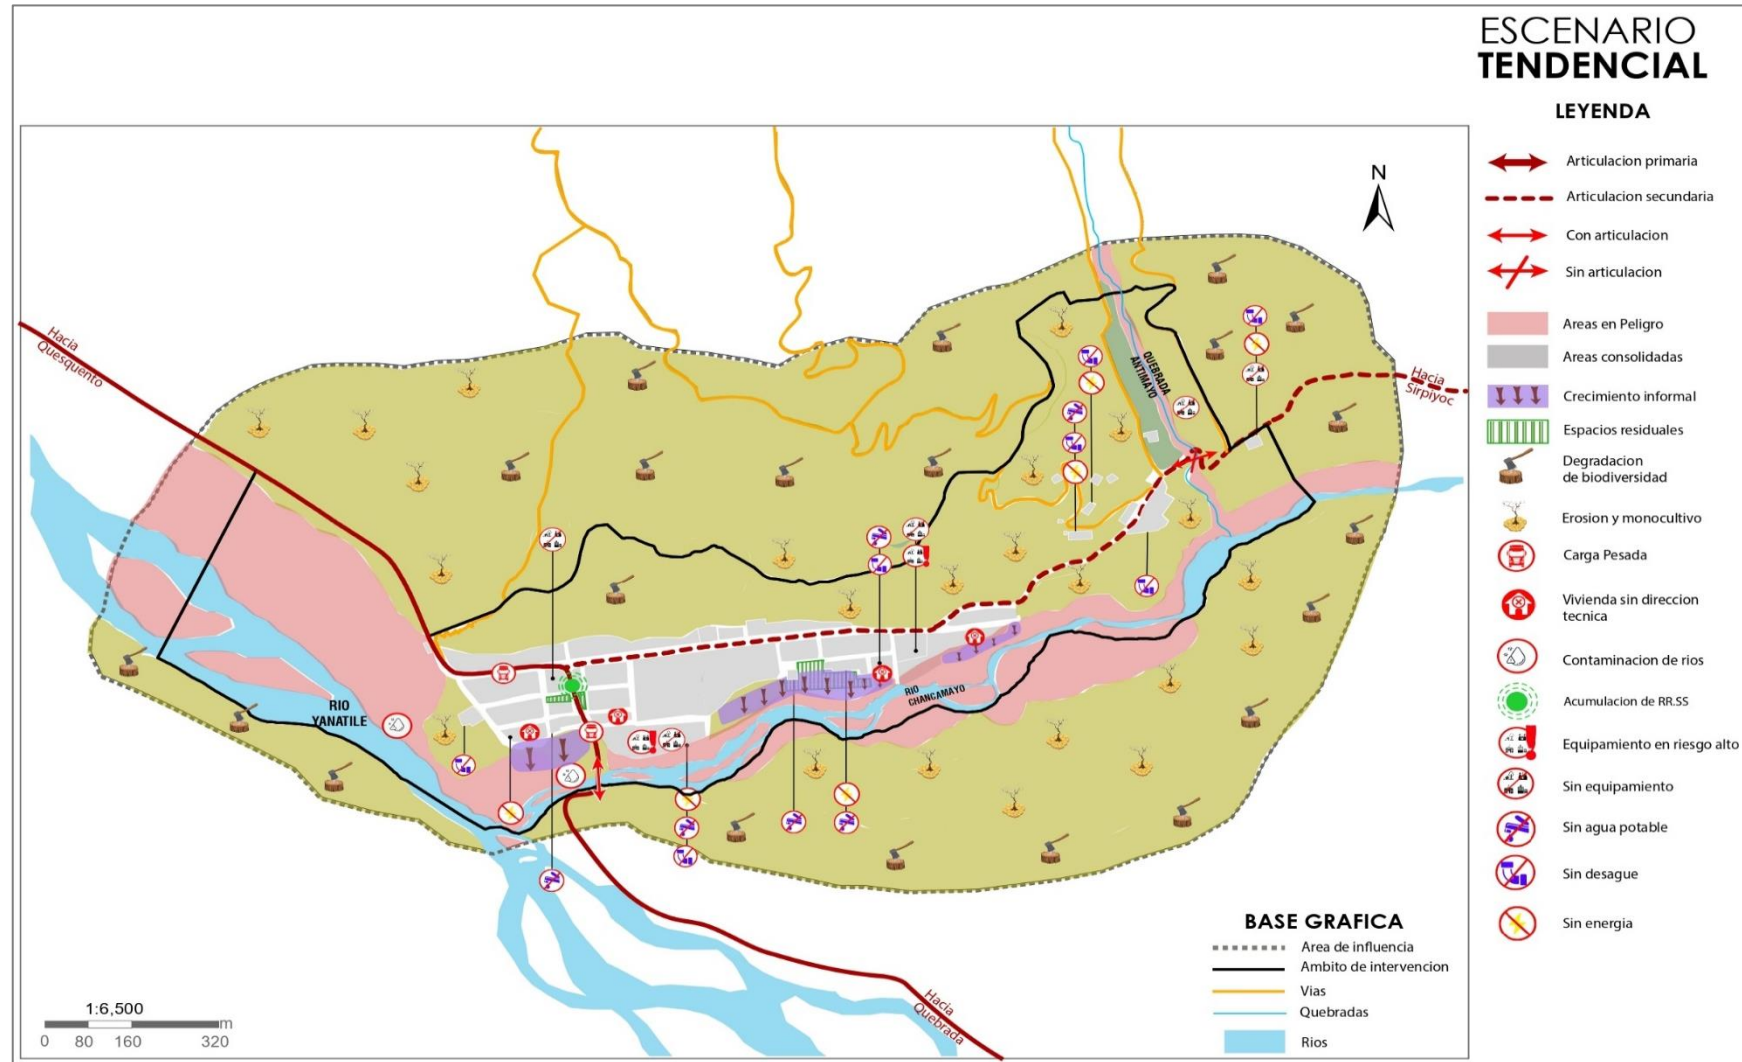 ESCENARIO
TENDENCIAL
LEYENDA
Articulacion primaria
Articulacion secundaria
Con articulacion
Sin articulacion
Areas en Peligro
Areas consolidadas
Crecimiento informal
Espacios residuales
Degradacion
de biodiversidad
Erosion y monocultivo
Carga Pesada
Vivienda sin direccion
tecnica
Contaminacion de rios
Acumulacion de RR.SS
Equipamiento en riesgo alto
Sin equipamiento
Sin agua potable
Sin desague
Sin energia
N
Hacia
Quesquento
QUEBRADA
ANTIMAYO
Hacia
Sirpiyoc
RIO
YANATILE
RIO
CHANCAMAYO
Hacia
Quebrada
BASE GRAFICA
Area de influencia
Ambito de intervencion
Vias
Quebradas
Rios
1:6,500
m
0 80 160 320